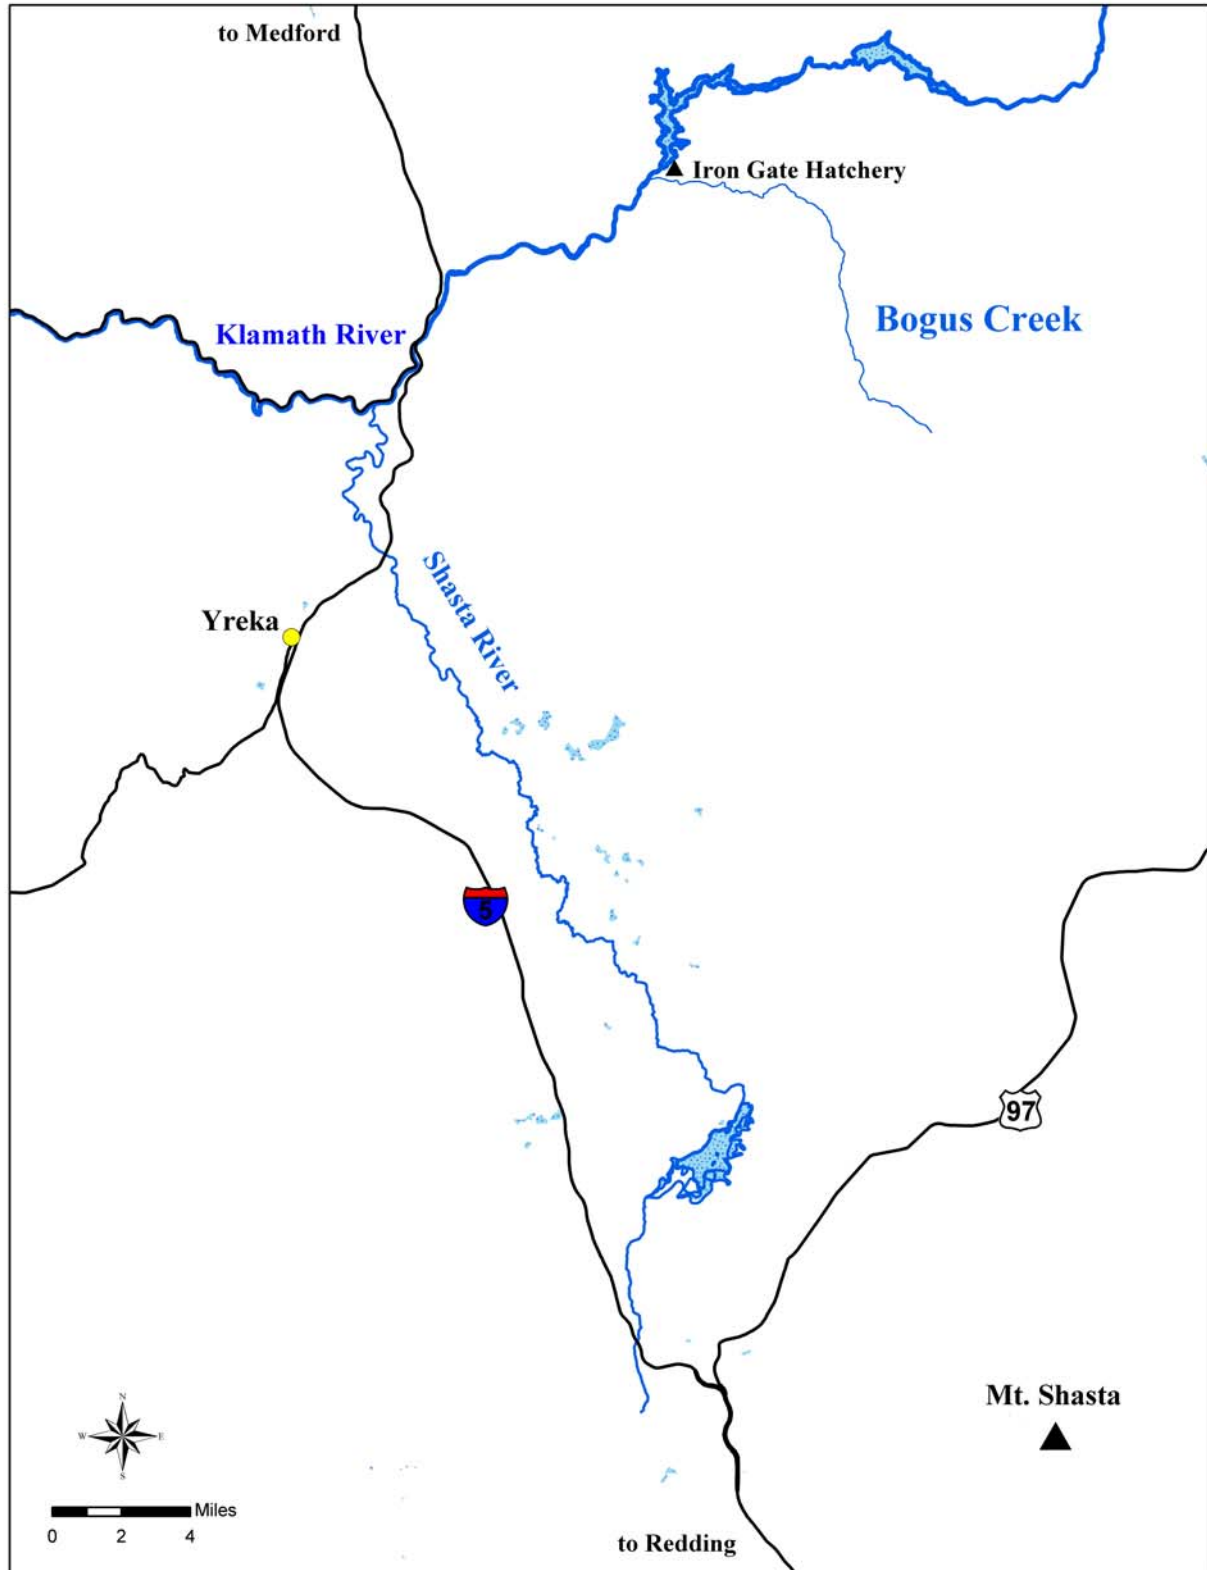 to Medford
Iron Gate Hatchery
Bogus Creek
Klamath River
Shasta River
Yreka
5
97
Mt. Shasta
N
W E
S
Miles
0 2 4
to Redding